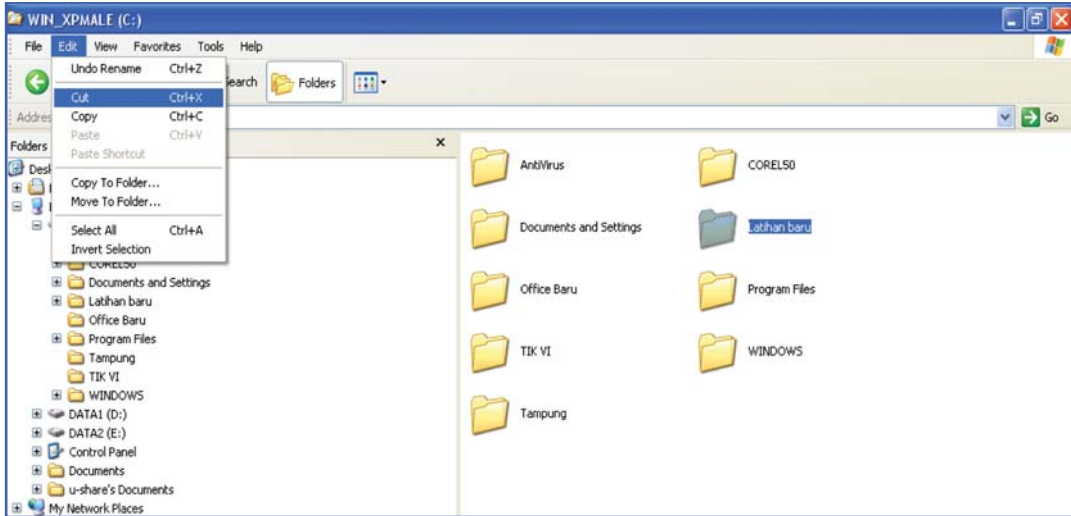 WIN_XPMALE (C:)
File Edit View Favorites Tools Help
Undo Rename Ctrl+Z
Cut Ctrl+X
Copy Ctrl+C
Paste Ctrl+V
Paste Shortcut
Copy To Folder...
Move To Folder...
Select All Ctrl+A
Invert Selection
earch Folders
Addres Go
Folders x
Desk
COREL50
Documents and Settings
Latihan baru
Office Baru
Program Files
Tampung
TIK VI
WINDOWS
DATA1 (D:)
DATA2 (E:)
Control Panel
Documents
u-share's Documents
My Network Places
AntiVirus COREL50
Documents and Settings Latihan baru
Office Baru Program Files
TIK VI WINDOWS
Tampung